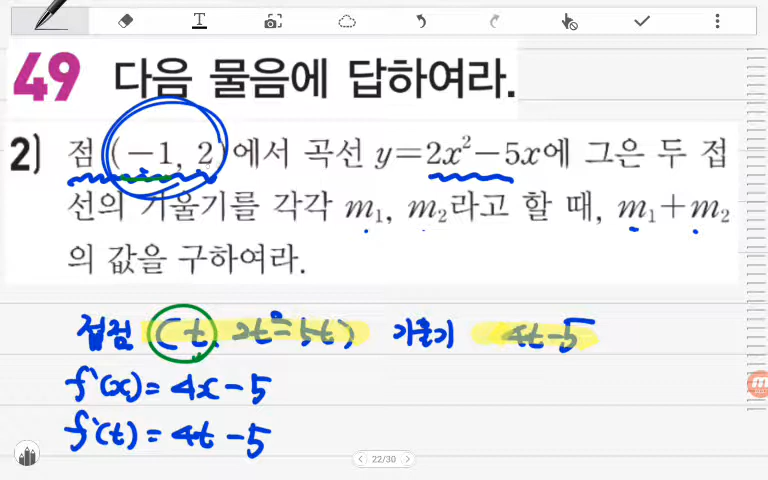 T
49 다음 물음에 답하여라.
2) 점 (-1, 2)에서 곡선 y=2x²-5x에 그은 두 접
선의 기울기를 각각 m₁, m₂라고 할 때, m₁+m₂
의 값을 구하여라.
접점 (t, 2t²-5t) 기울기 4t-5
f'(x)= 4x-5
f'(t)= 4t-5
22/30